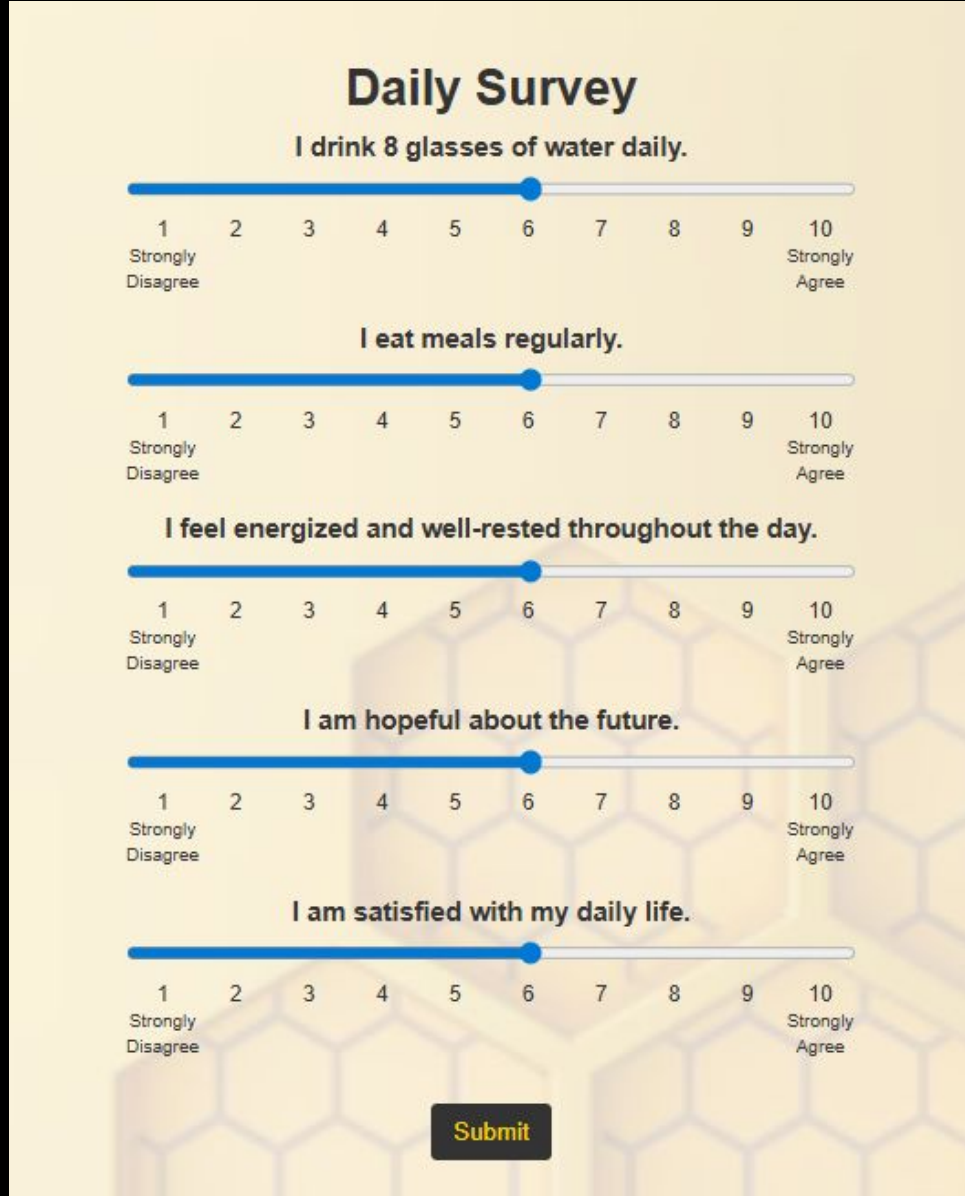 Daily Survey
I drink 8 glasses of water daily.
1 2 3 4 5 6 7 8 9 10
Strongly Strongly
Disagree Agree
I eat meals regularly.
1 2 3 4 5 6 7 8 9 10
Strongly Strongly
Disagree Agree
I feel energized and well-rested throughout the day.
1 2 3 4 5 6 7 8 9 10
Strongly Strongly
Disagree Agree
I am hopeful about the future.
1 2 3 4 5 6 7 8 9 10
Strongly Strongly
Disagree Agree
I am satisfied with my daily life.
1 2 3 4 5 6 7 8 9 10
Strongly Strongly
Disagree Agree
Submit